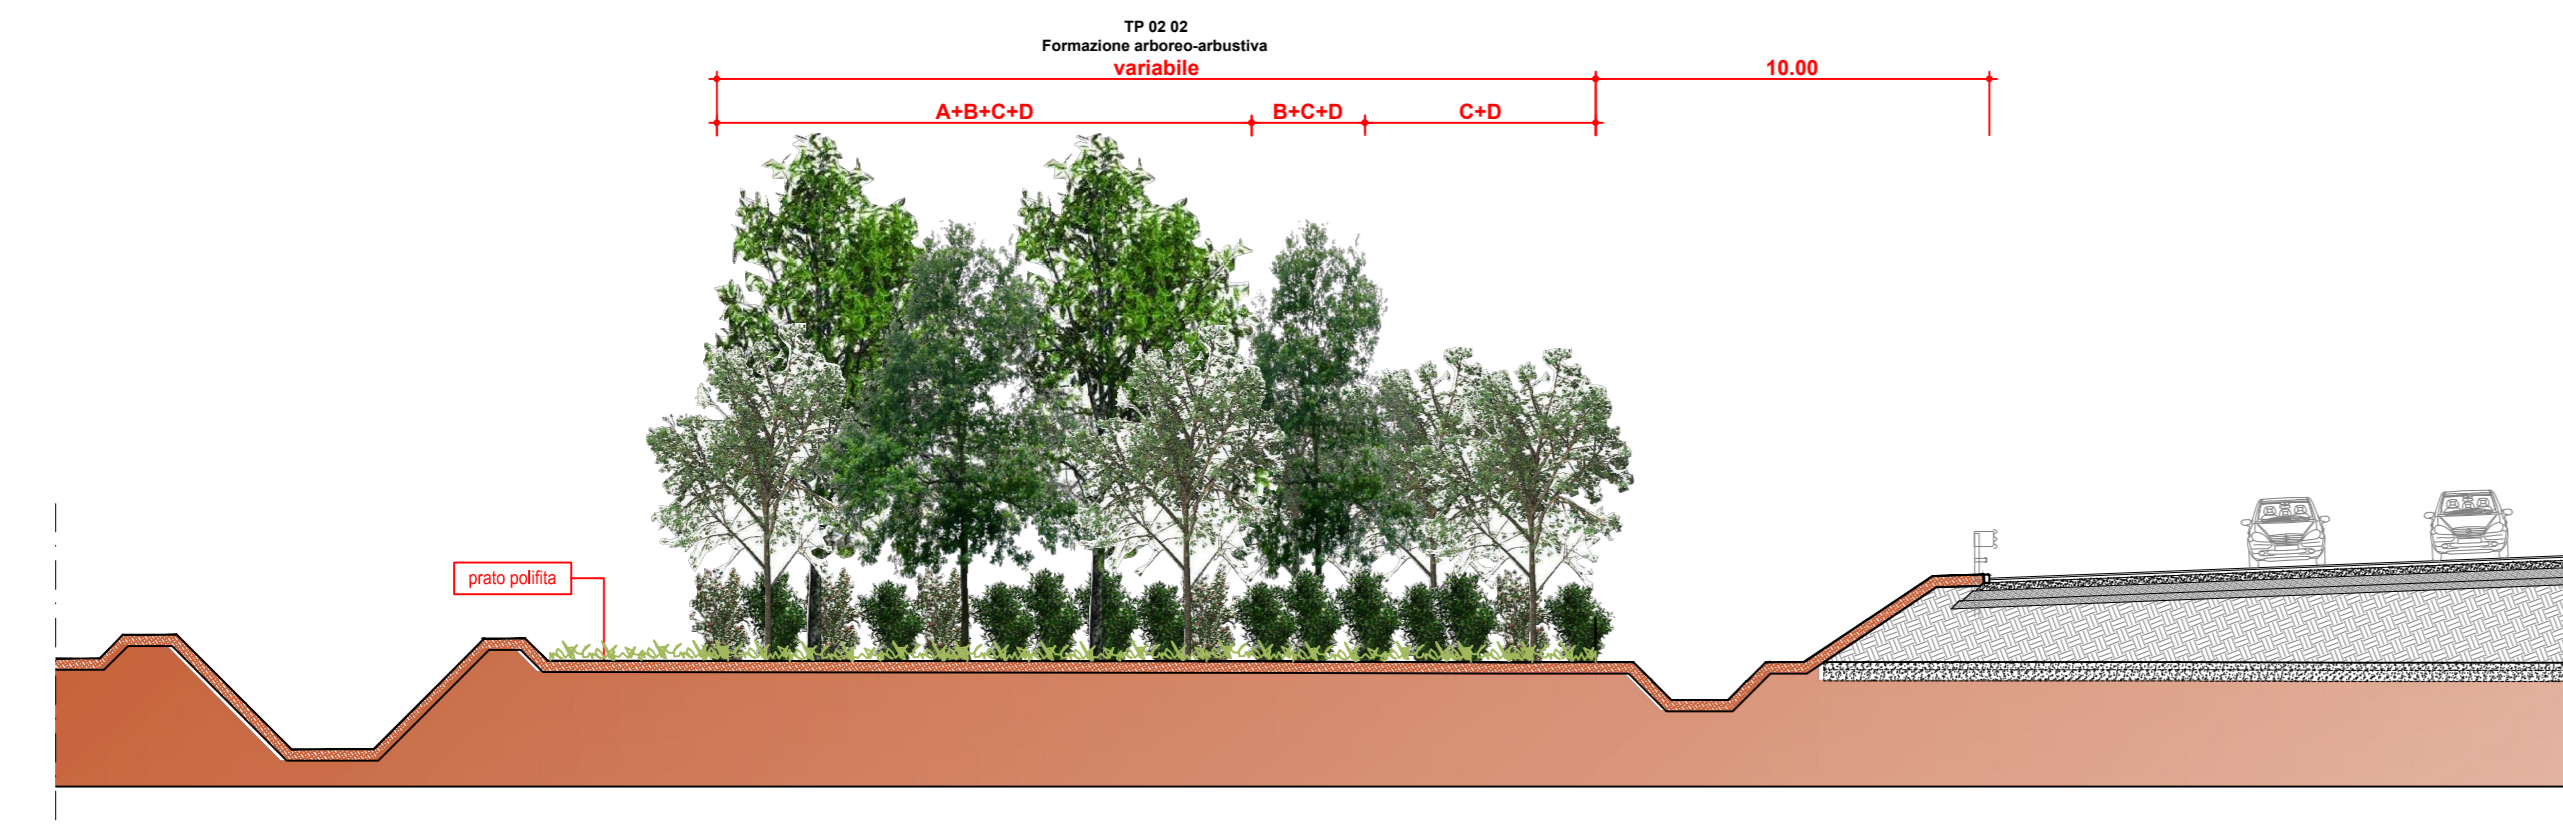 TP 02 02
Formazione arboreo-arbustiva
variabile
10.00
A+B+C+D
B+C+D
C+D
prato polifita